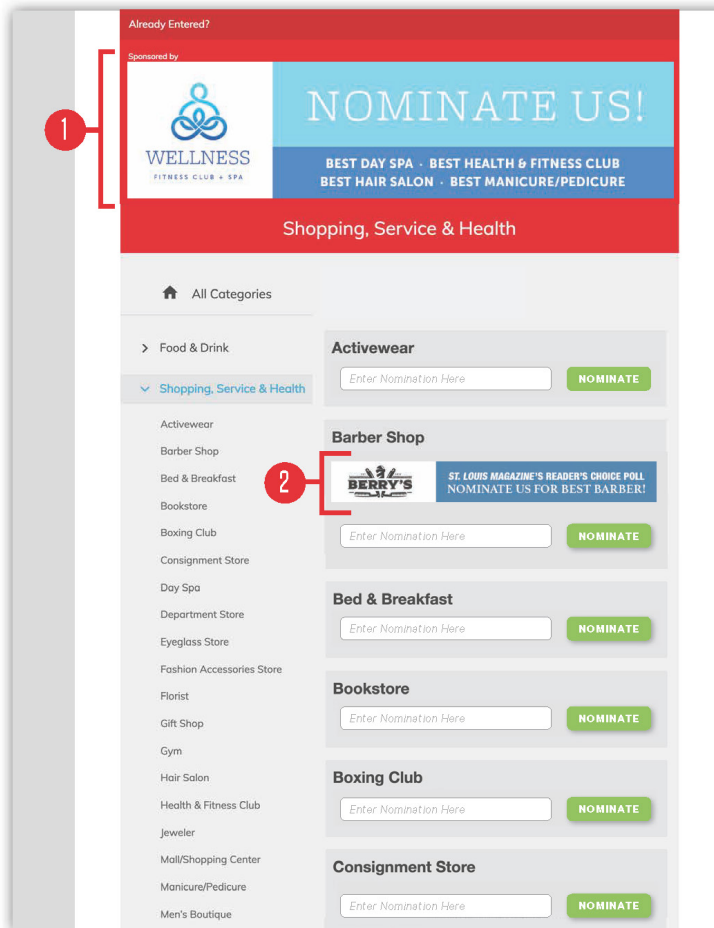 Already Entered?
Sponsored by
1
WELLNESS
FITNESS CLUB + SPA
NOMINATE US!
BEST DAY SPA · BEST HEALTH & FITNESS CLUB
BEST HAIR SALON · BEST MANICURE/PEDICURE
Shopping, Service & Health
All Categories
Food & Drink
Shopping, Service & Health
Activewear
Barber Shop
Bed & Breakfast
Bookstore
Boxing Club
Consignment Store
Day Spa
Department Store
Eyeglass Store
Fashion Accessories Store
Florist
Gift Shop
Gym
Hair Salon
Health & Fitness Club
Jeweler
Mall/Shopping Center
Manicure/Pedicure
Men's Boutique
Activewear
Enter Nomination Here
NOMINATE
Barber Shop
2
BERRY'S
ST. LOUIS MAGAZINE'S READER'S CHOICE POLL
NOMINATE US FOR BEST BARBER!
Enter Nomination Here
NOMINATE
Bed & Breakfast
Enter Nomination Here
NOMINATE
Bookstore
Enter Nomination Here
NOMINATE
Boxing Club
Enter Nomination Here
NOMINATE
Consignment Store
Enter Nomination Here
NOMINATE